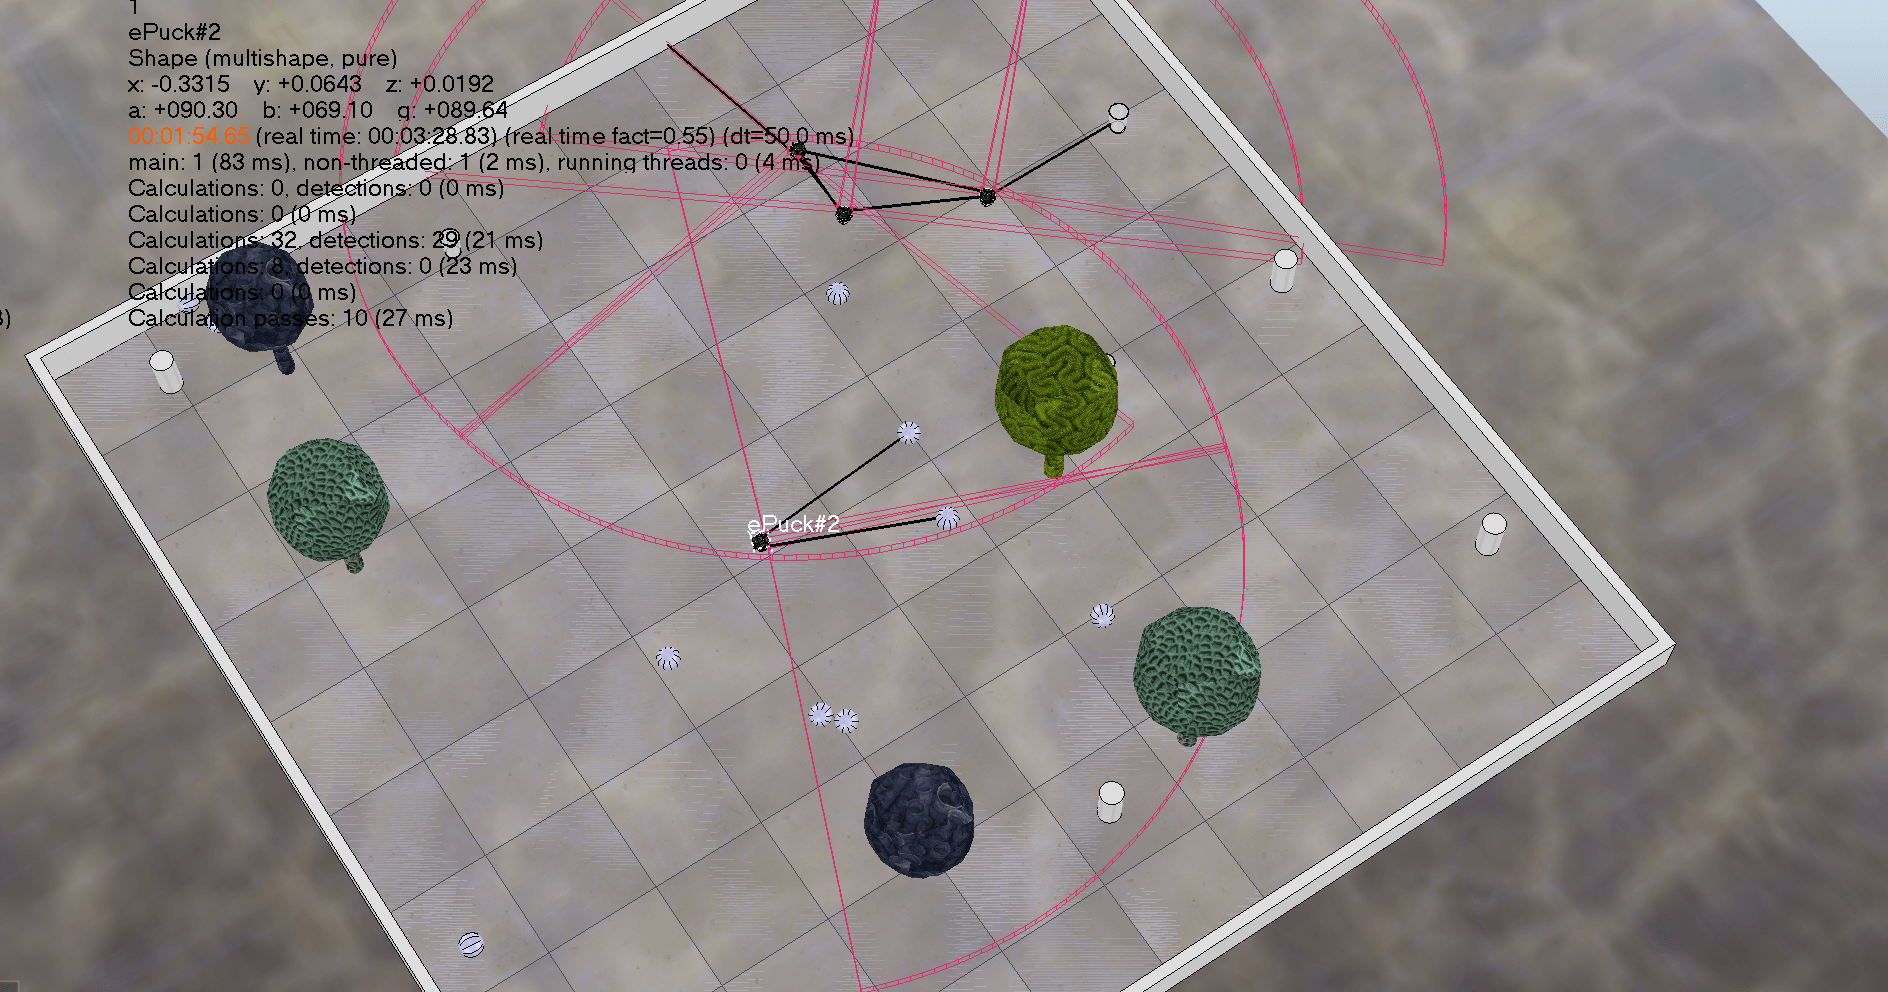 1
ePuck#2
Shape (multishape, pure)
x: -0.3315 y: +0.0643 z: +0.0192
a: +090.30 b: +069.10 g: +089.64
00:01:54.65 (real time: 00:03:28.83) (real time fact=0.55) (dt=50.0 ms)
main: 1 (83 ms), non-threaded: 1 (2 ms), running threads: 0 (4 ms)
Calculations: 0, detections: 0 (0 ms)
Calculations: 0 (0 ms)
Calculations: 32, detections: 29 (21 ms)
Calculations: 8, detections: 0 (23 ms)
Calculations: 0 (0 ms)
Calculation passes: 10 (27 ms)
ePuck#2